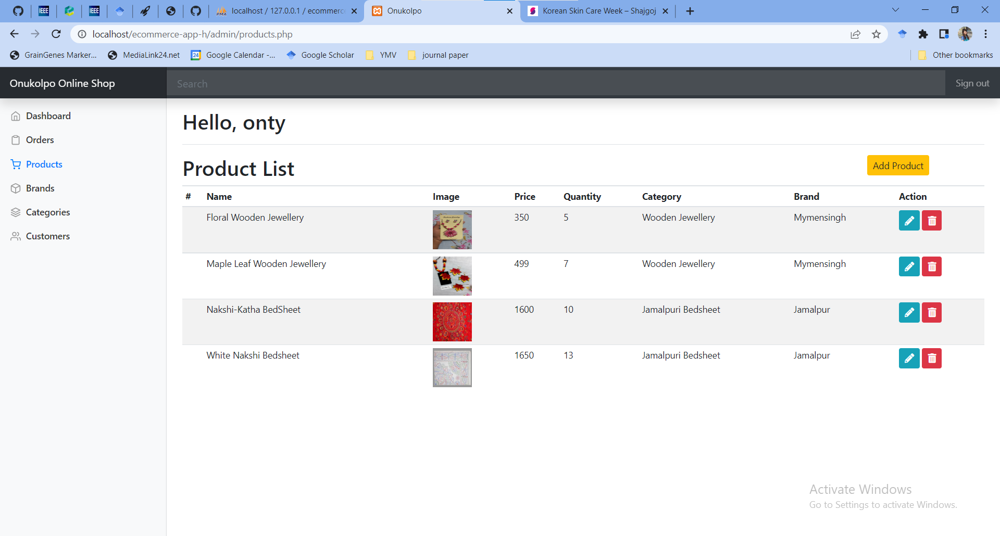 IEEE
IEEE
PMA
localhost / 127.0.0.1 / ecommerce
Onukolpo
Korean Skin Care Week – Shajgoj
localhost/ecommerce-app-h/admin/products.php
GrainGenes Marker...
MediaLink24.net
24
Google Calendar -...
Google Scholar
YMV
journal paper
Other bookmarks
Onukolpo Online Shop
Search
Sign out
Dashboard
Orders
Products
Brands
Categories
Customers
Hello, onty
Product List
Add Product
# Name Image Price Quantity Category Brand Action
Floral Wooden Jewellery 350 5 Wooden Jewellery Mymensingh
Maple Leaf Wooden Jewellery 499 7 Wooden Jewellery Mymensingh
Nakshi-Katha BedSheet 1600 10 Jamalpuri Bedsheet Jamalpur
White Nakshi Bedsheet 1650 13 Jamalpuri Bedsheet Jamalpur
Activate Windows
Go to Settings to activate Windows.